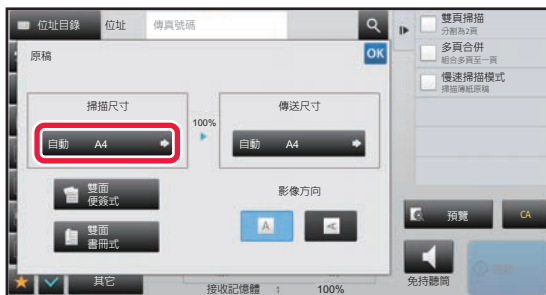 位址目錄 位址 傳真號碼
原稿 OK
掃描尺寸
自動 A4
100%
傳送尺寸
自動 A4
雙面
便簽式
雙面
書冊式
影像方向
A A
其它
接收記憶體 : 100%
雙頁掃描
分割為2頁
多頁合併
組合多頁至一頁
慢速掃描模式
掃描薄紙原稿
預覽 CA
免持聽筒